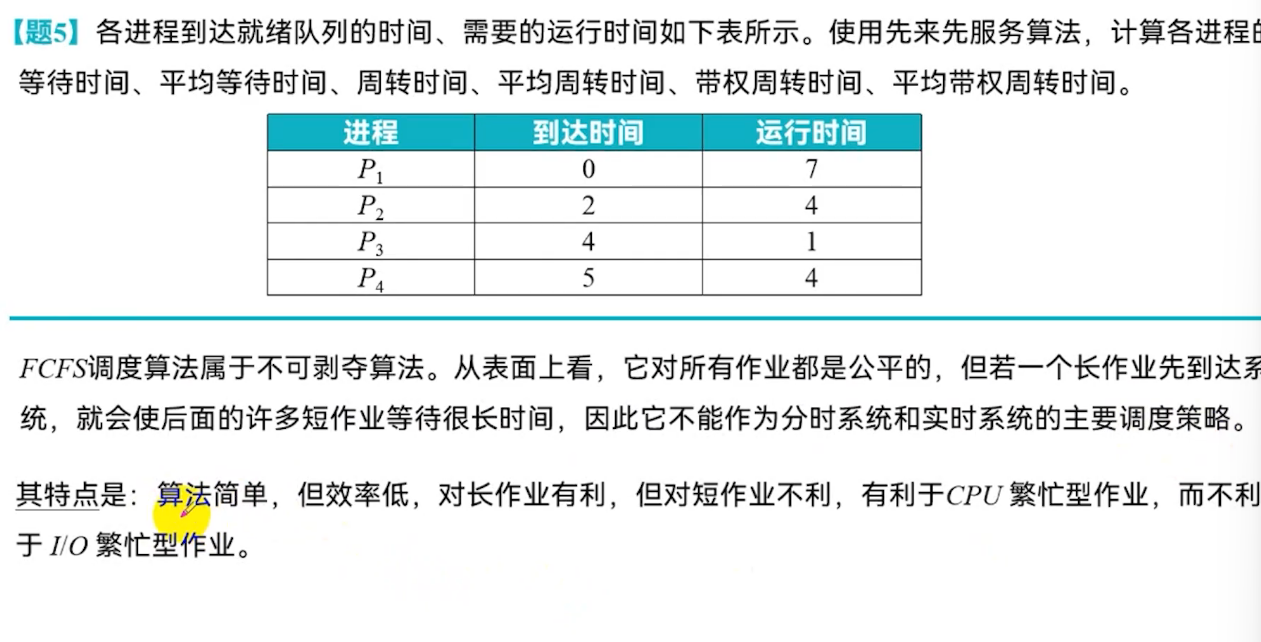 【题5】各进程到达就绪队列的时间、需要的运行时间如下表所示。使用先来先服务算法，计算各进程的
等待时间、平均等待时间、周转时间、平均周转时间、带权周转时间、平均带权周转时间。
进程 到达时间 运行时间
P1 0 7
P2 2 4
P3 4 1
P4 5 4
FCFS调度算法属于不可剥夺算法。从表面上看，它对所有作业都是公平的，但若一个长作业先到达系
统，就会使后面的许多短作业等待很长时间，因此它不能作为分时系统和实时系统的主要调度策略。
其特点是：算法简单，但效率低，对长作业有利，但对短作业不利，有利于CPU 繁忙型作业，而不利
于 I/O 繁忙型作业。